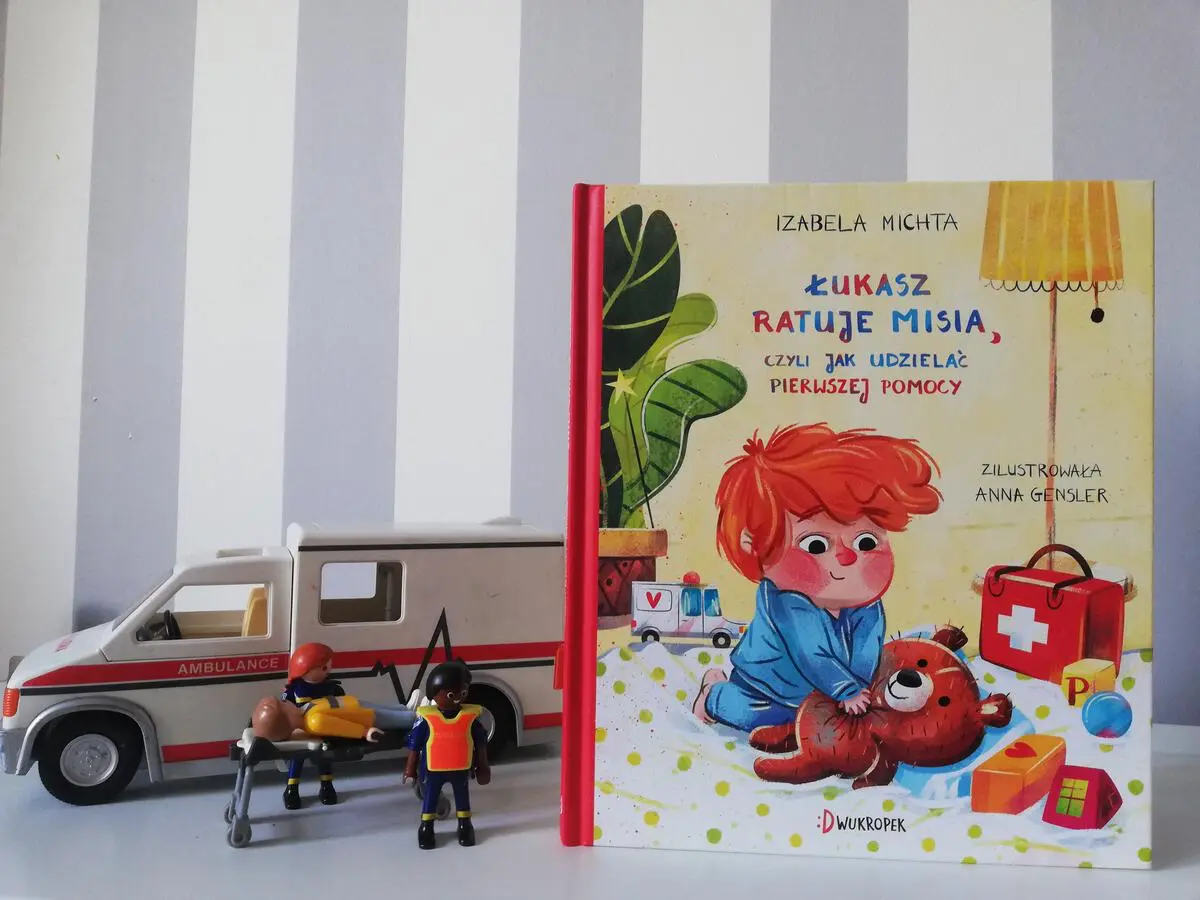 IZABELA MICHTA
ŁUKASZ
RATUJE MISIA,
CZYLI JAK UDZIELAĆ
PIERWSZEJ POMOCY
ZILUSTROWAŁA
ANNA GENSLER
P
:DWUKROPEK
AMBULANCE